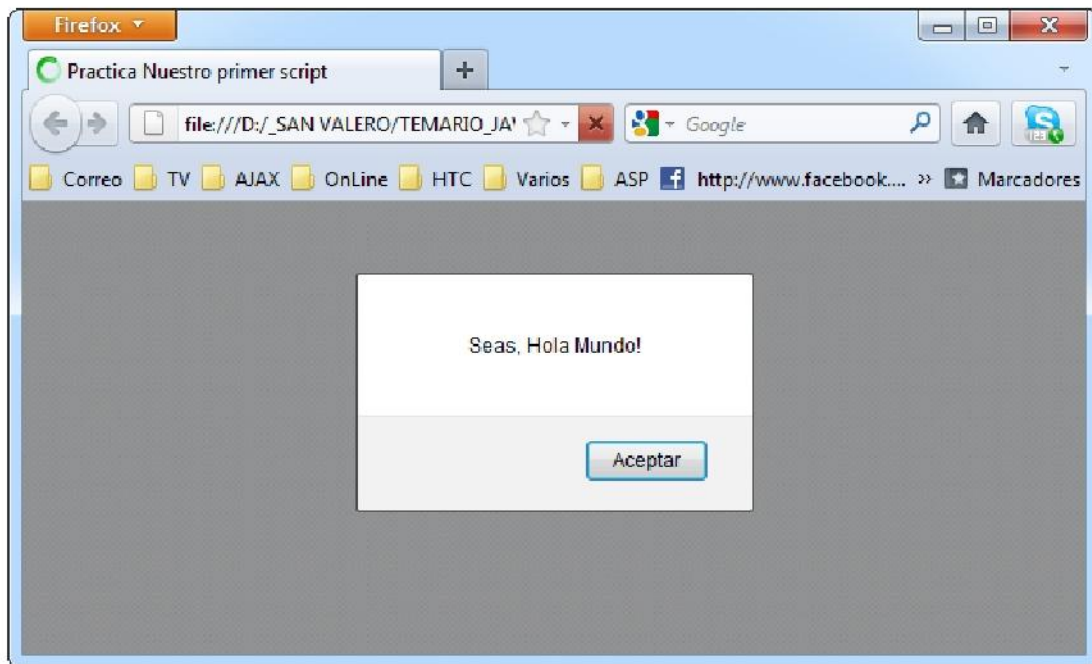 Firefox
Practica Nuestro primer script
file:///D:/_SAN VALERO/TEMARIO_JA
Google
Correo TV AJAX OnLine HTC Varios ASP http://www.facebook.... » Marcadores
Seas, Hola Mundo!
Aceptar